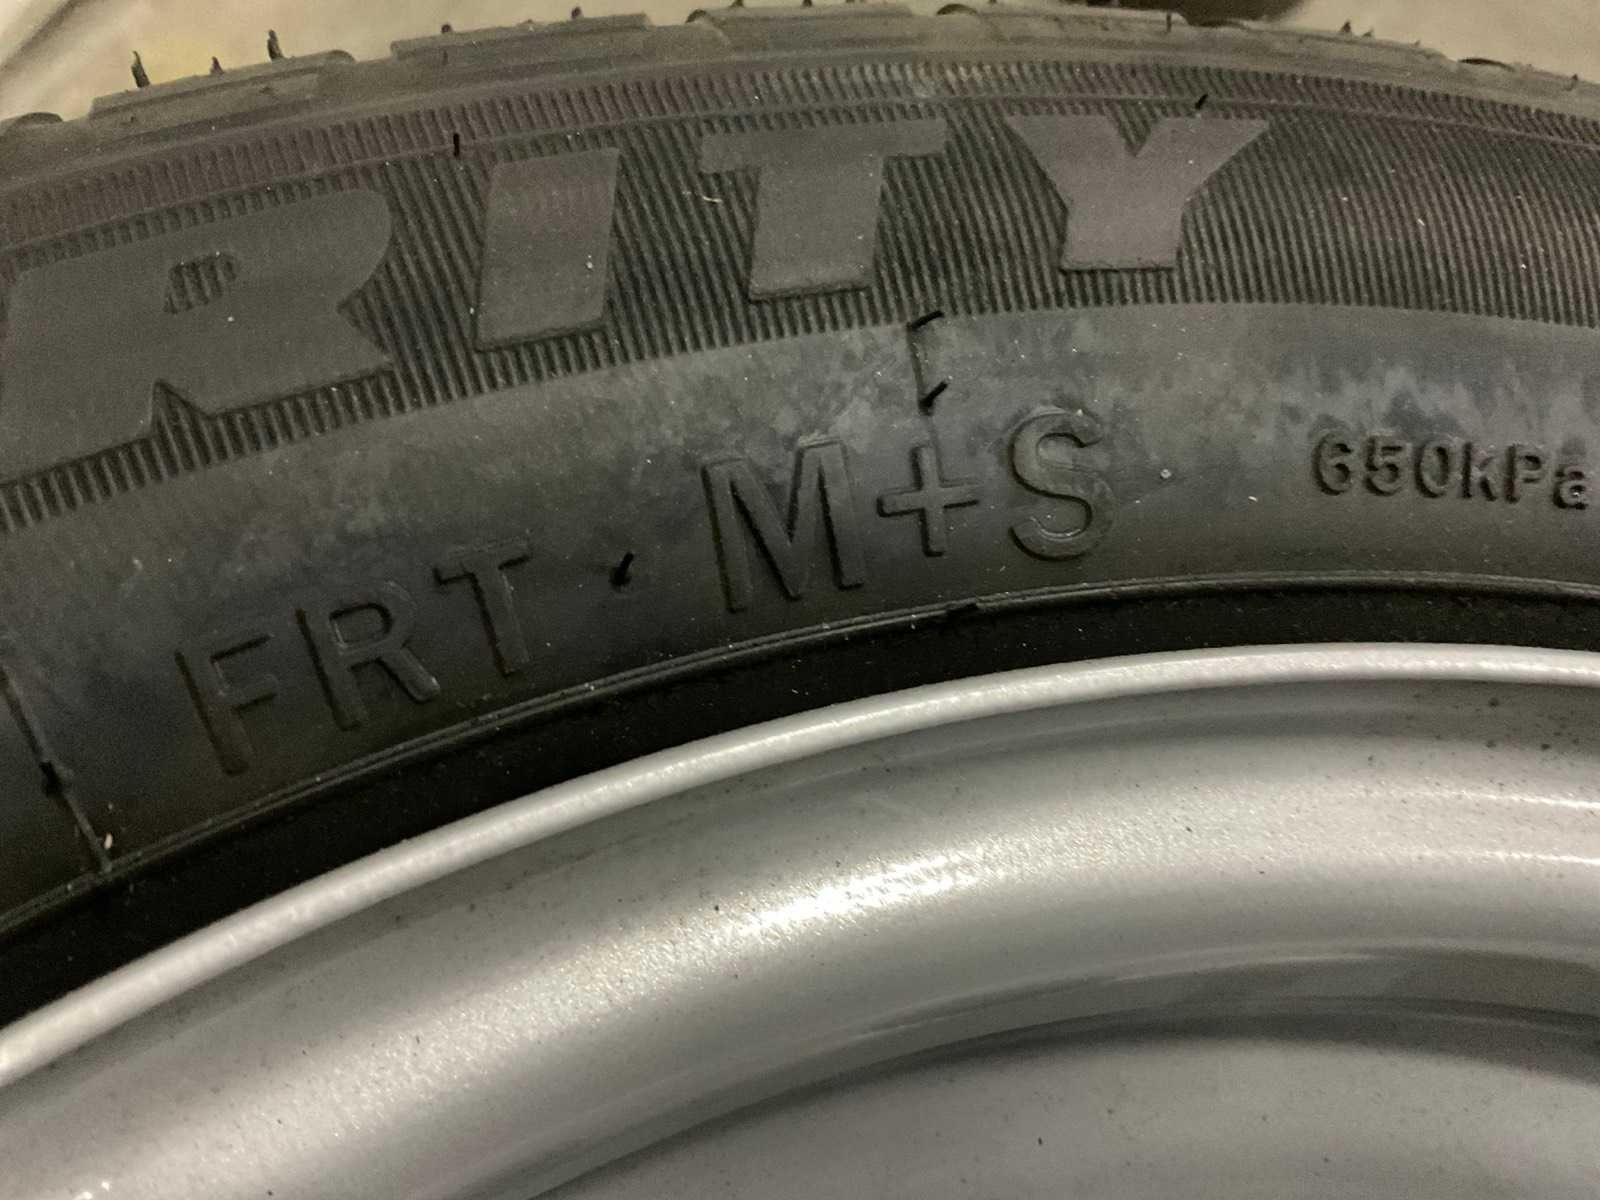 RITY
FRT · M+S
650kPa